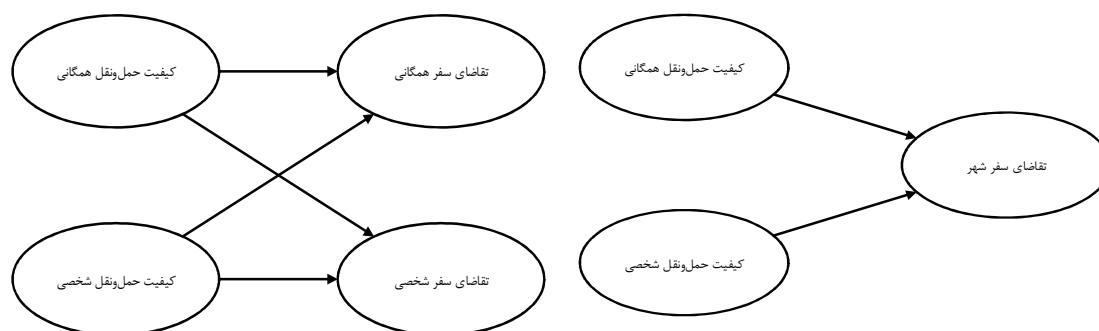 کیفیت حمل‌ونقل همگانی
تقاضای سفر همگانی
کیفیت حمل‌ونقل شخصی
تقاضای سفر شخصی
کیفیت حمل‌ونقل همگانی
تقاضای سفر شهر
کیفیت حمل‌ونقل شخصی